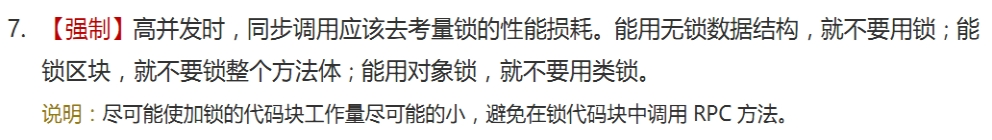 7. 【强制】高并发时，同步调用应该去考量锁的性能损耗。能用无锁数据结构，就不要用锁；能
锁区块，就不要锁整个方法体；能用对象锁，就不要用类锁。
说明：尽可能使加锁的代码块工作量尽可能的小，避免在锁代码块中调用 RPC 方法。